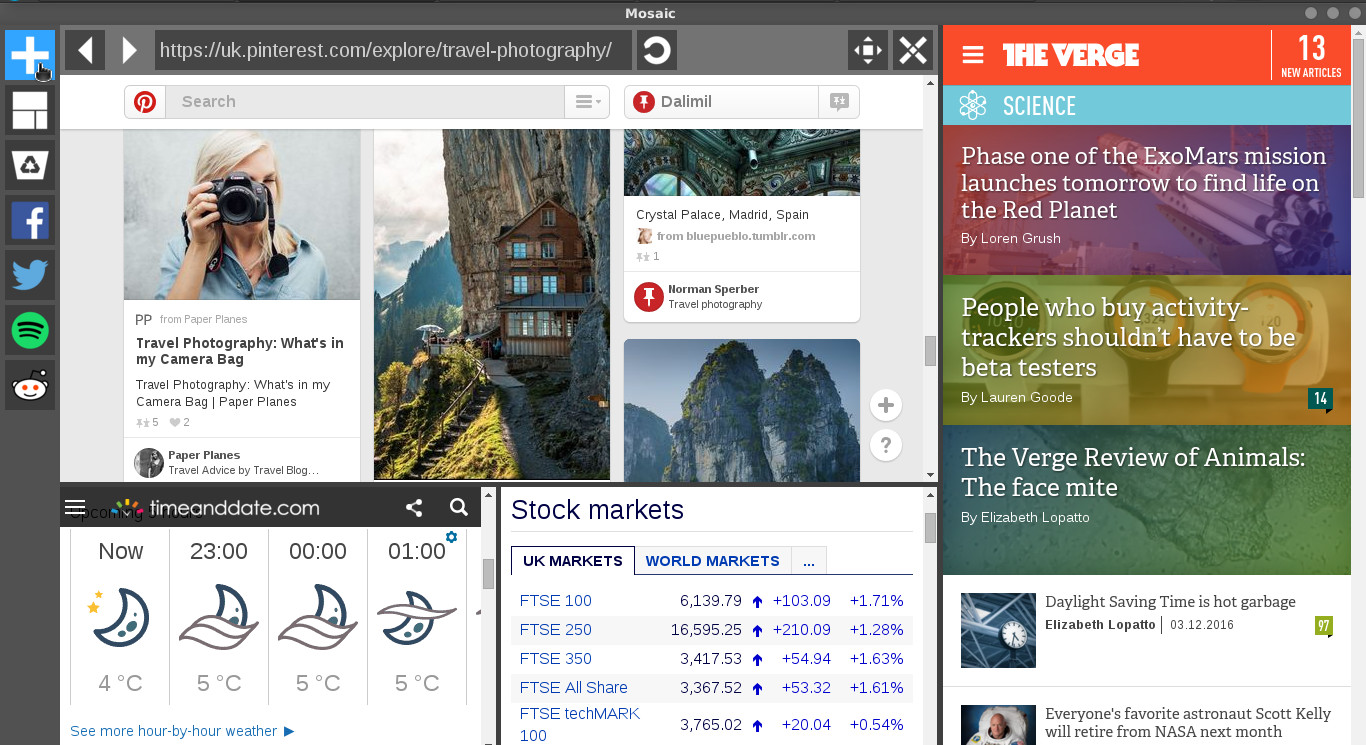 Mosaic
https://uk.pinterest.com/explore/travel-photography/
Search
Dalimil
PP from Paper Planes
Travel Photography: What's in
my Camera Bag
Travel Photography: What's in my
Camera Bag | Paper Planes
5 2
Paper Planes
Travel Advice by Travel Blog...
Crystal Palace, Madrid, Spain
from bluepueblo.tumblr.com
1
Norman Sperber
Travel photography
?
timeanddate.com
Now 23:00 00:00 01:00
4 °C 5 °C 5 °C 5 °C
See more hour-by-hour weather
Stock markets
UK MARKETS WORLD MARKETS ...
FTSE 100 6,139.79 +103.09 +1.71%
FTSE 250 16,595.25 +210.09 +1.28%
FTSE 350 3,417.53 +54.94 +1.63%
FTSE All Share 3,367.52 +53.32 +1.61%
FTSE techMARK
100 3,765.02 +20.04 +0.54%
THE VERGE
13
NEW ARTICLES
SCIENCE
Phase one of the ExoMars mission
launches tomorrow to find life on
the Red Planet
By Loren Grush
People who buy activity-
trackers shouldn't have to be
beta testers
By Lauren Goode
14
The Verge Review of Animals:
The face mite
By Elizabeth Lopatto
Daylight Saving Time is hot garbage
Elizabeth Lopatto | 03.12.2016
97
Everyone's favorite astronaut Scott Kelly
will retire from NASA next month